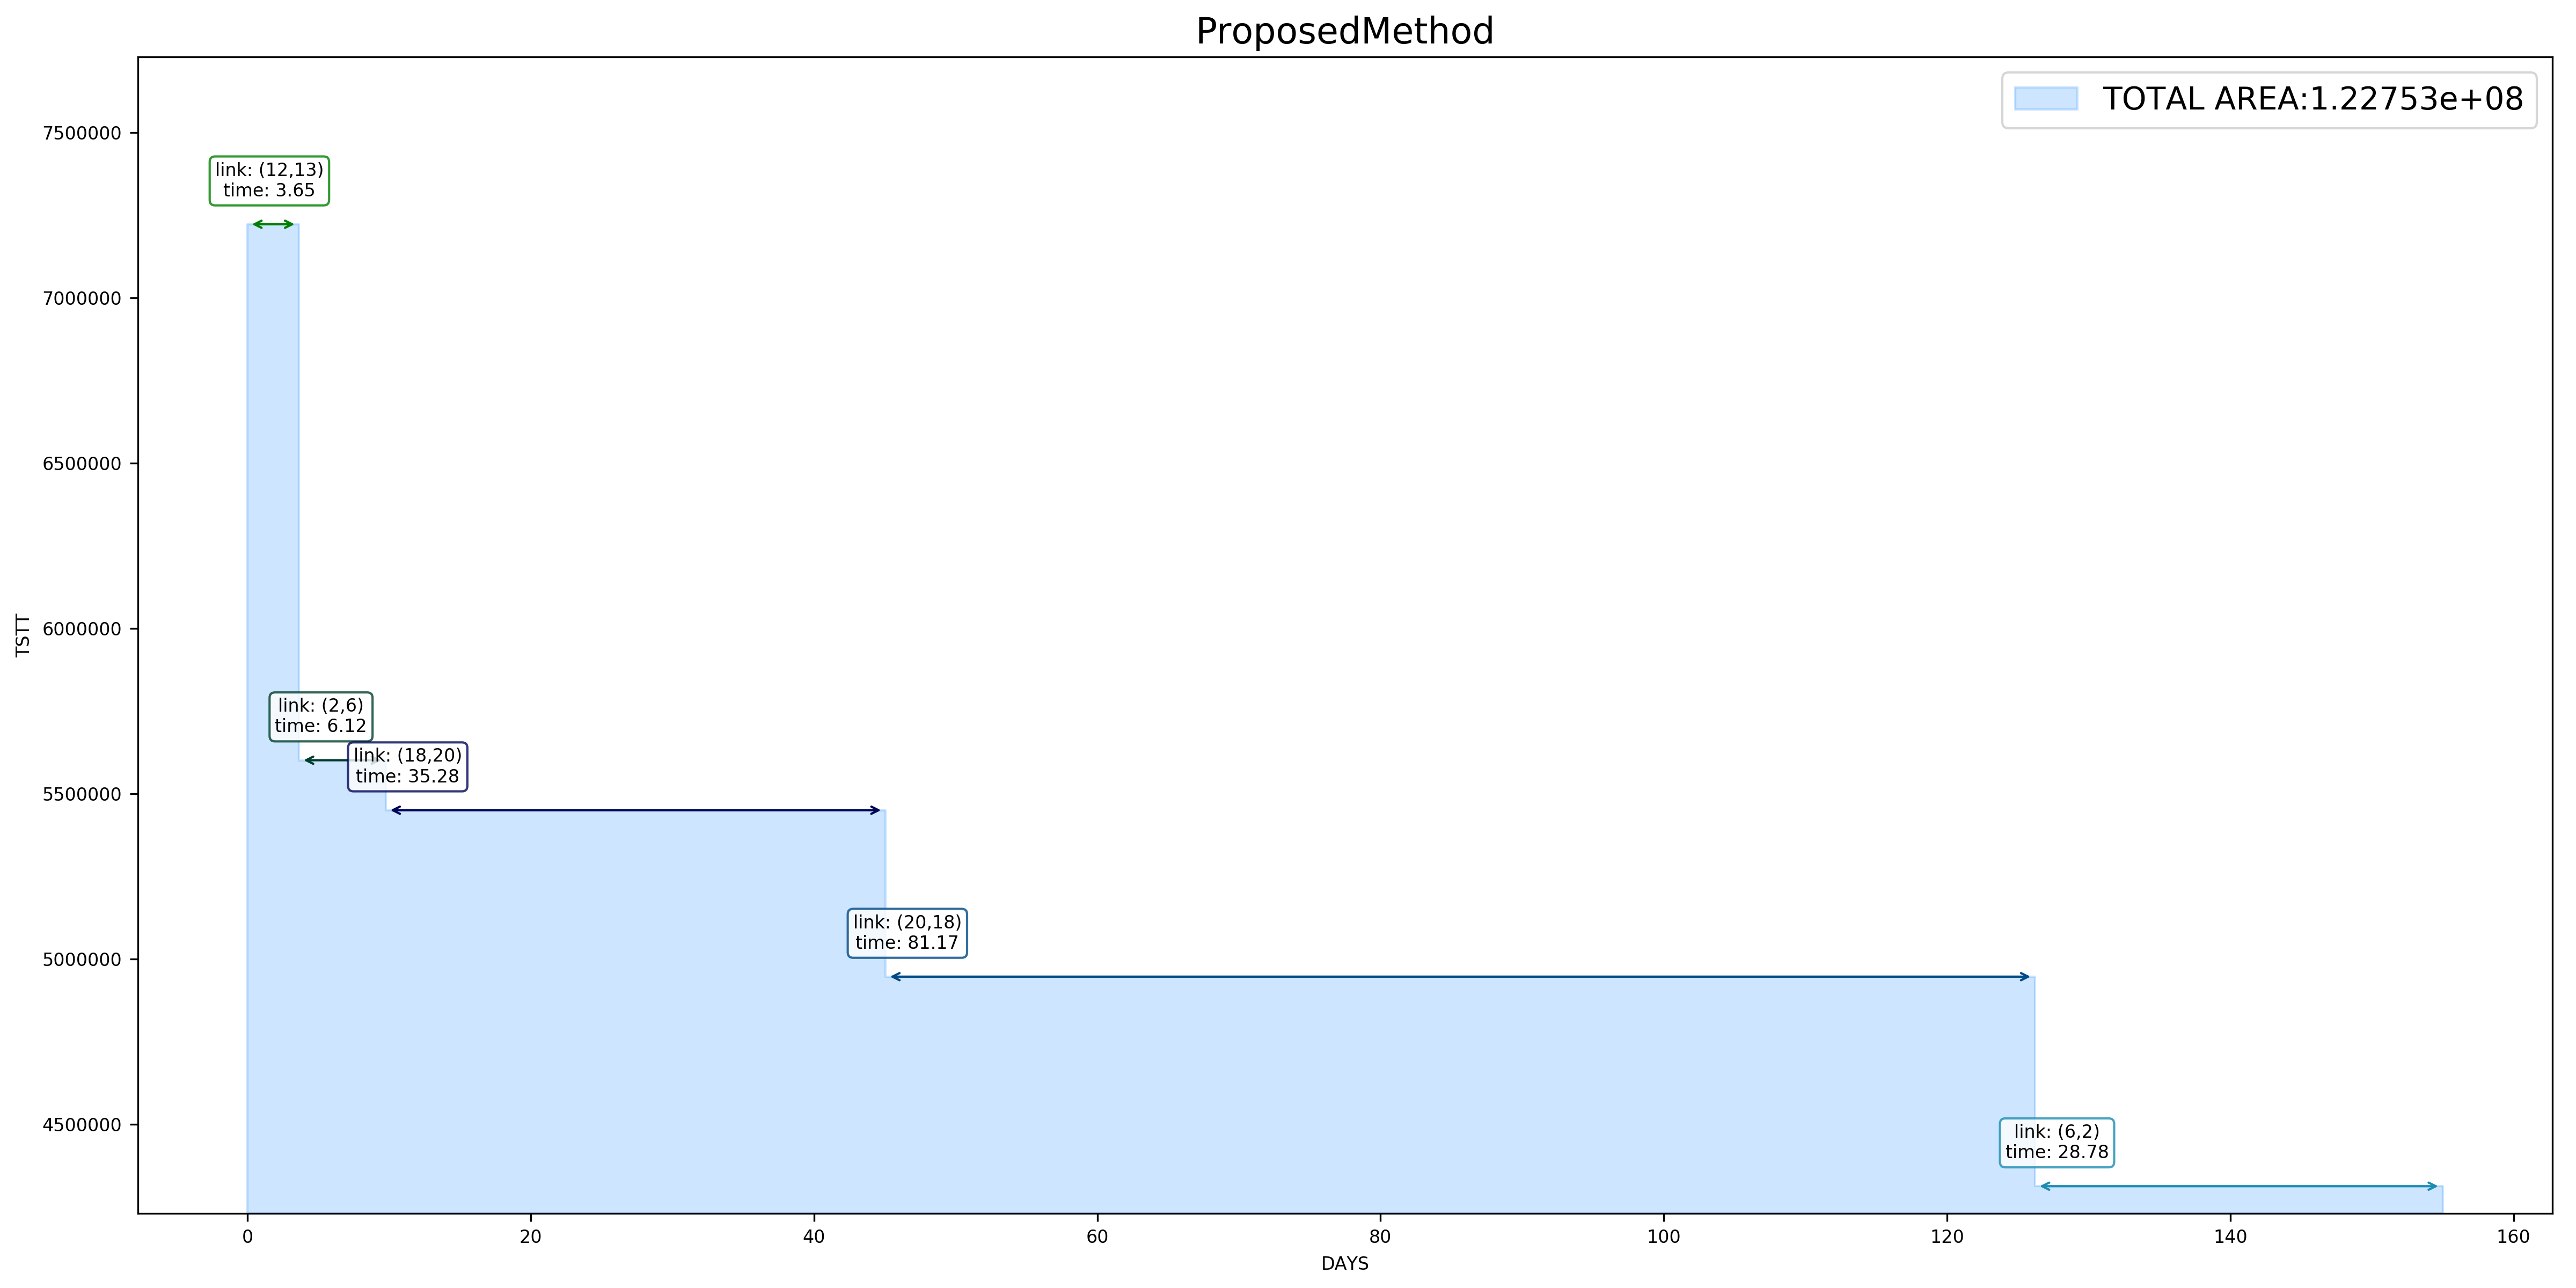 ProposedMethod
TOTAL AREA:1.22753e+08
7500000
7000000
6500000
6000000
5500000
5000000
4500000
TSTT
link: (12,13)
time: 3.65
link: (2,6)
time: 6.12
link: (18,20)
time: 35.28
link: (20,18)
time: 81.17
link: (6,2)
time: 28.78
0 20 40 60 80 100 120 140 160
DAYS